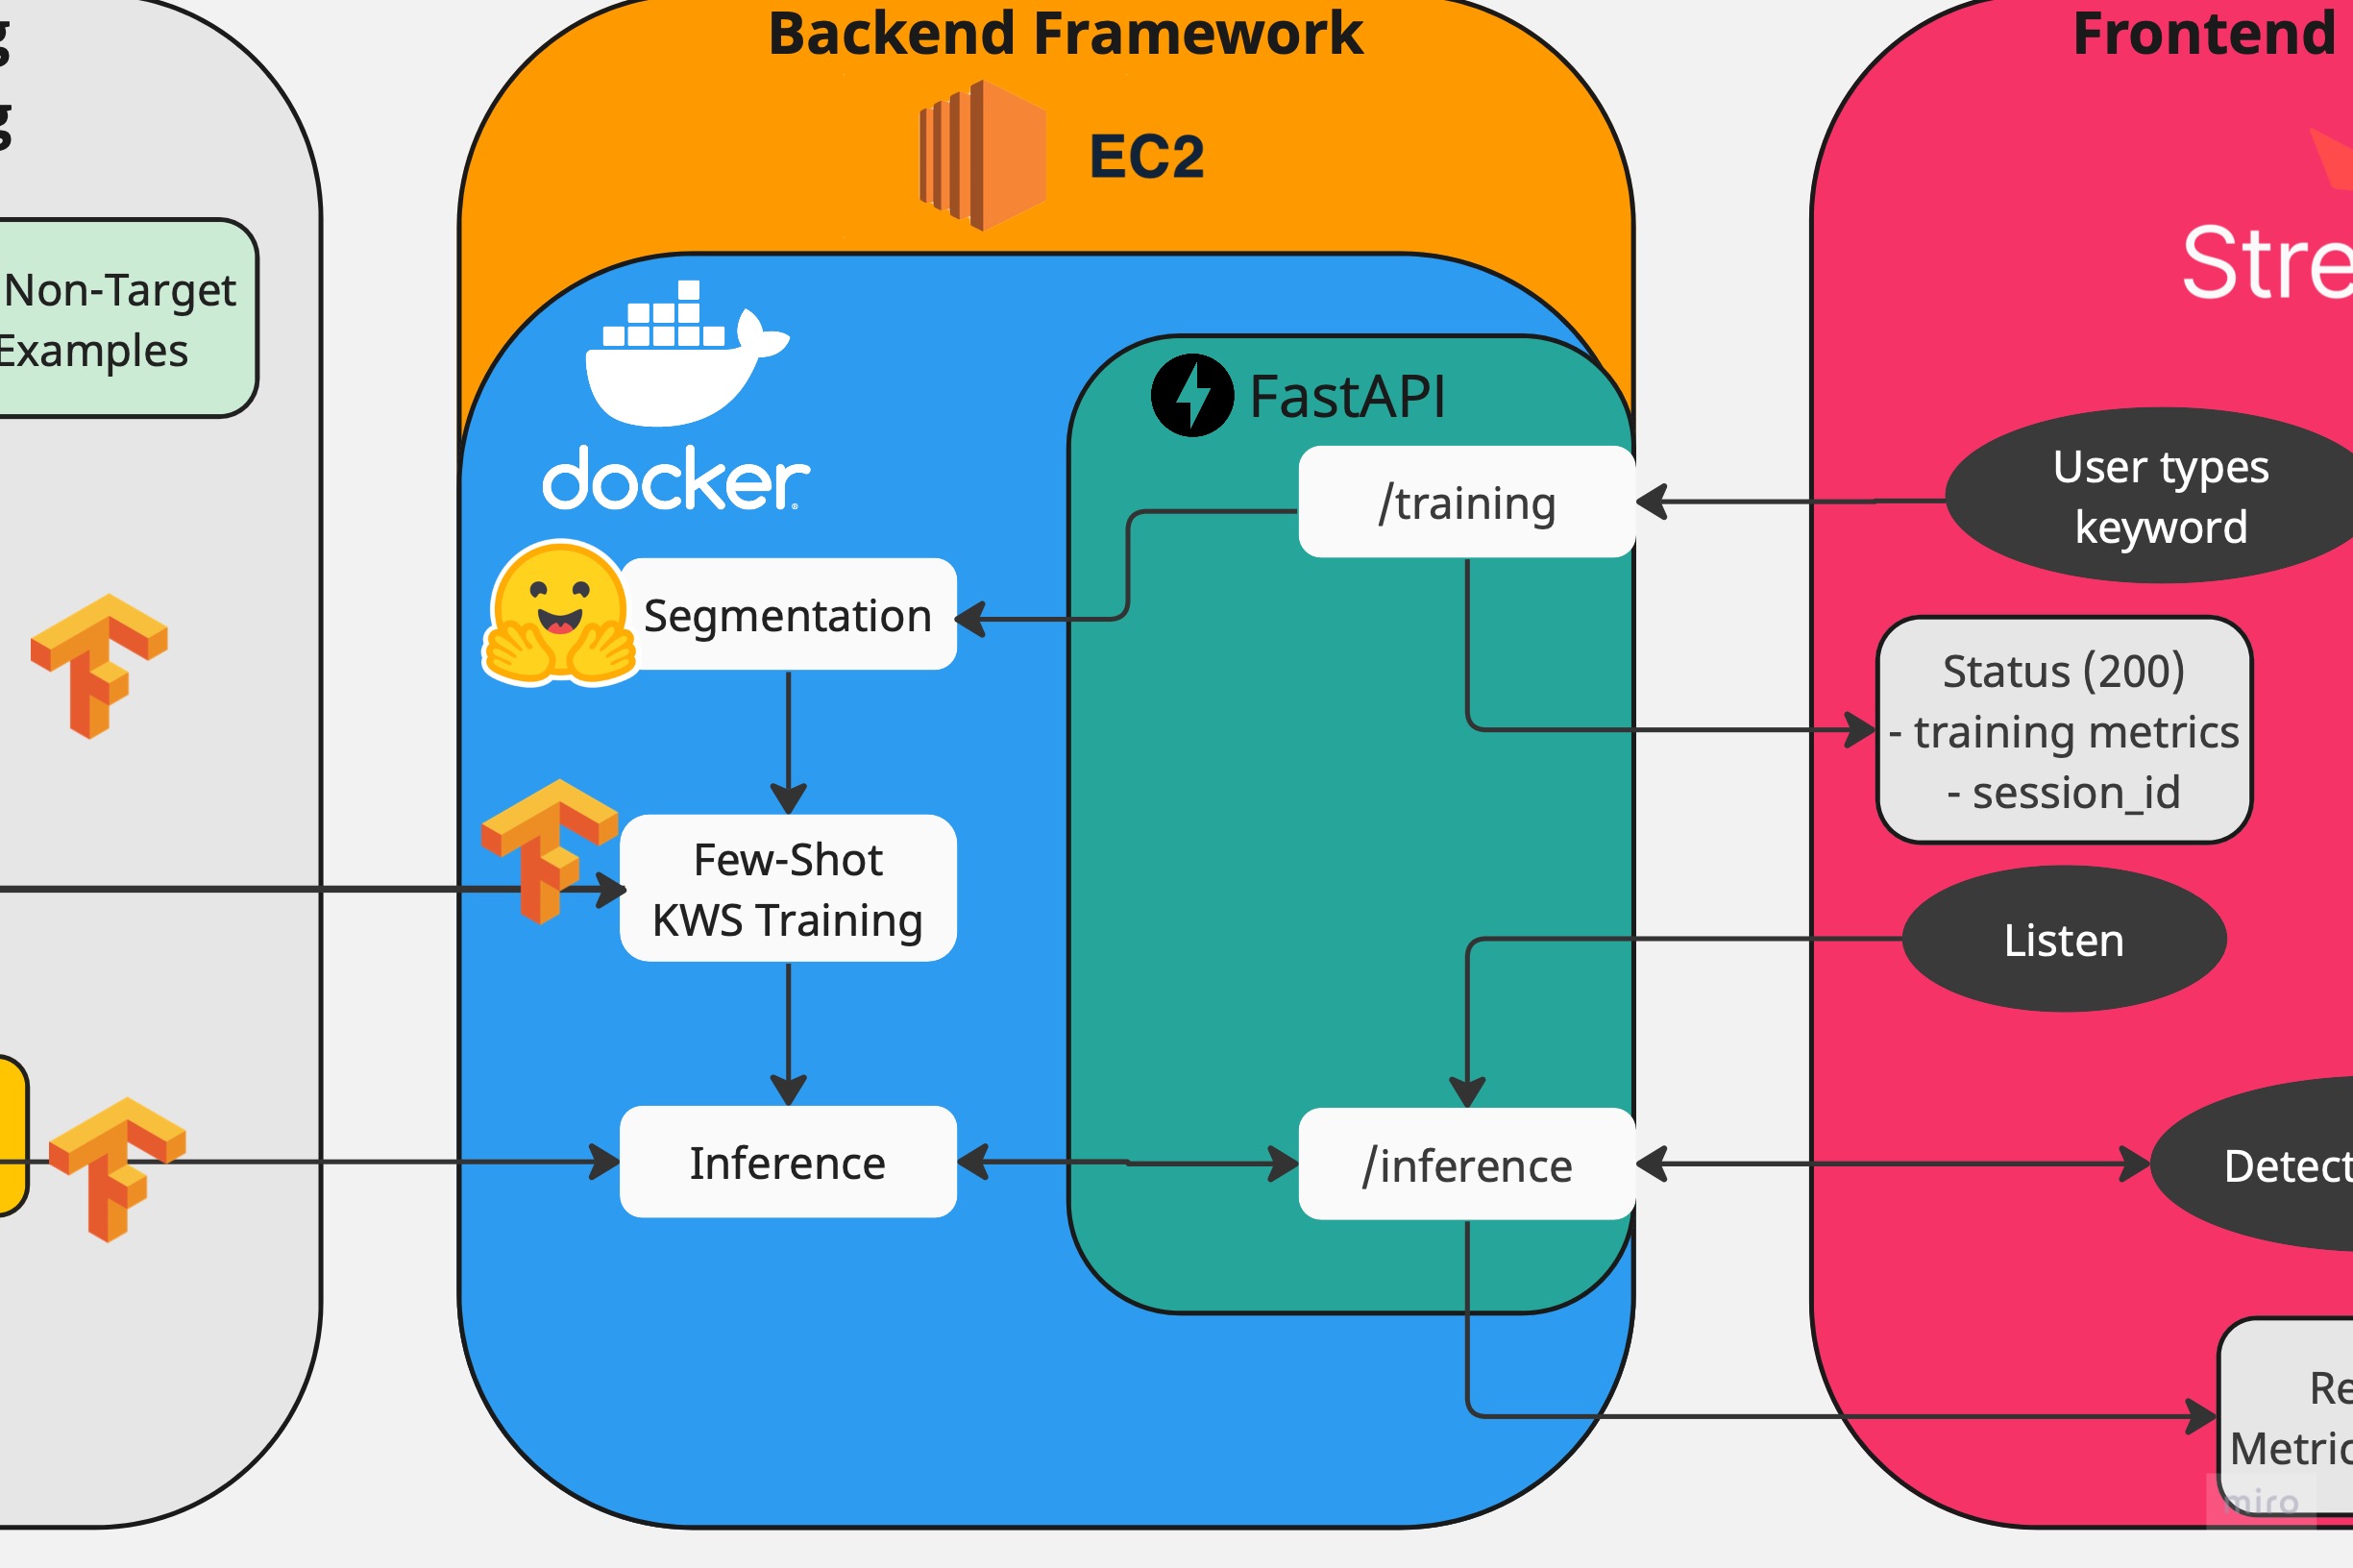 g
g
Non-Target
Examples
Backend Framework
EC2
docker
FastAPI
/training
Segmentation
Few-Shot
KWS Training
Inference
/inference
Frontend
Stre
User types
keyword
Status (200)
- training metrics
- session_id
Listen
Detect
Re
Metric
miro